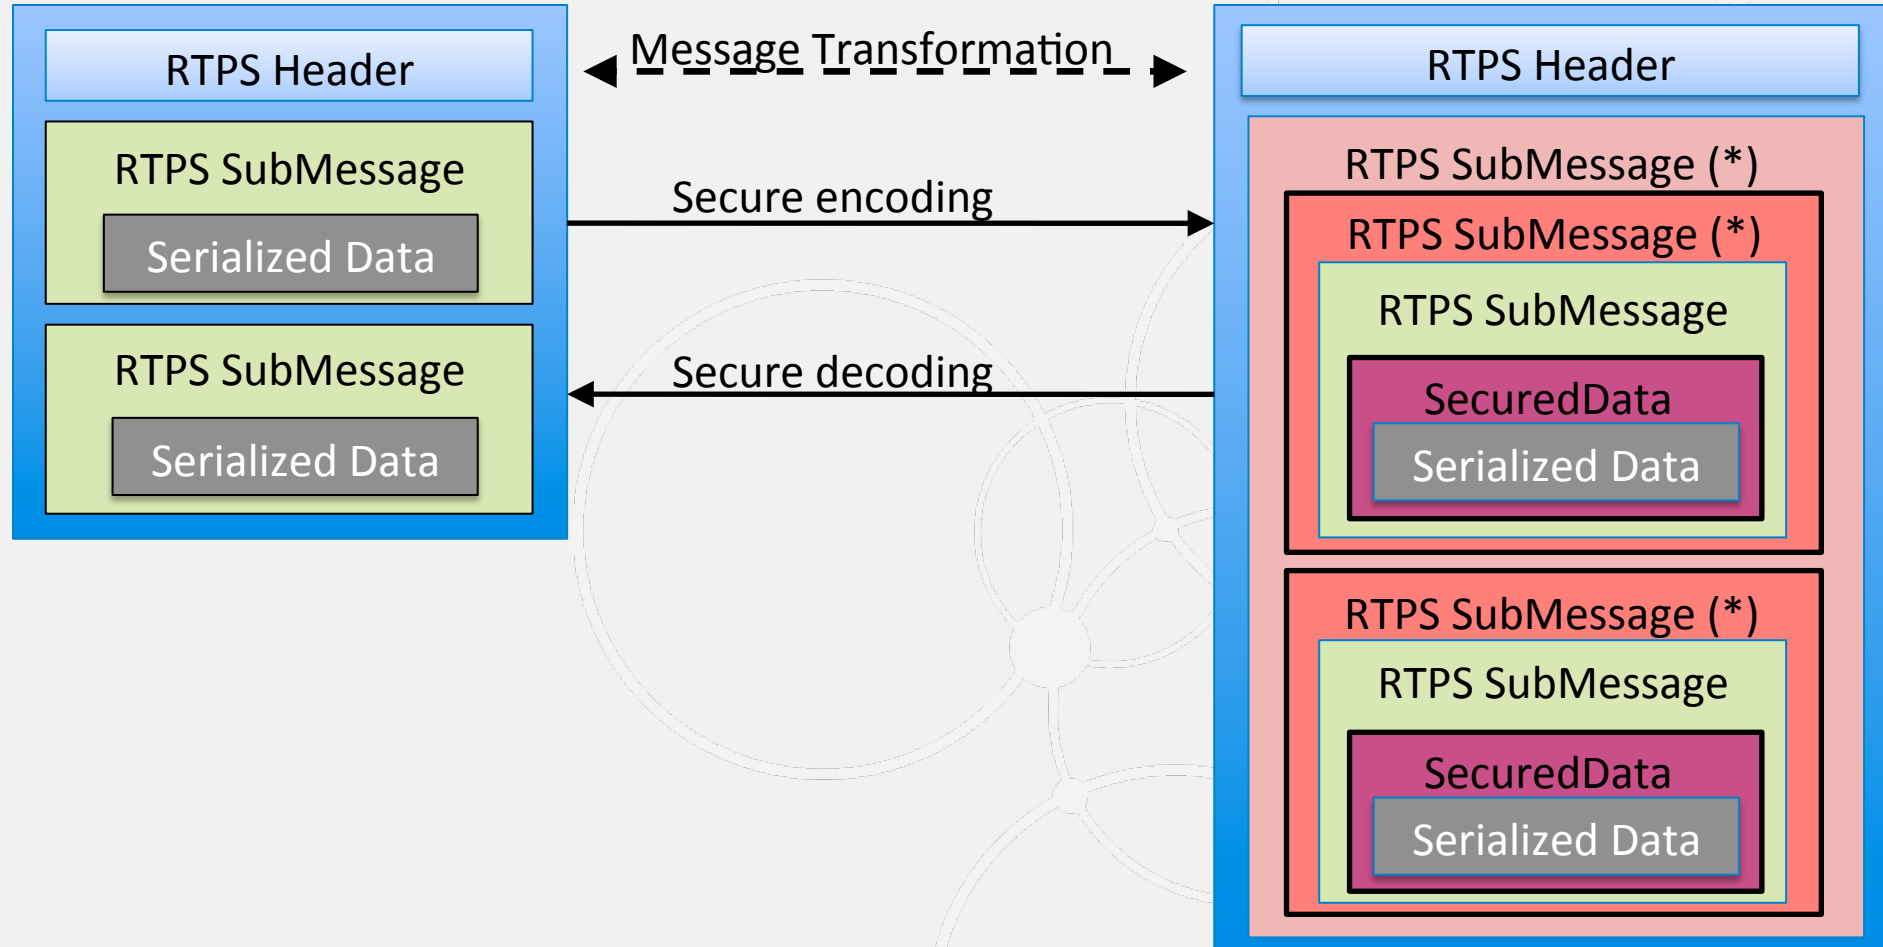 RTPS Header
RTPS SubMessage
Serialized Data
RTPS SubMessage
Serialized Data
Message Transformation
Secure encoding
Secure decoding
RTPS Header
RTPS SubMessage (*)
RTPS SubMessage (*)
RTPS SubMessage
SecuredData
Serialized Data
RTPS SubMessage (*)
RTPS SubMessage
SecuredData
Serialized Data